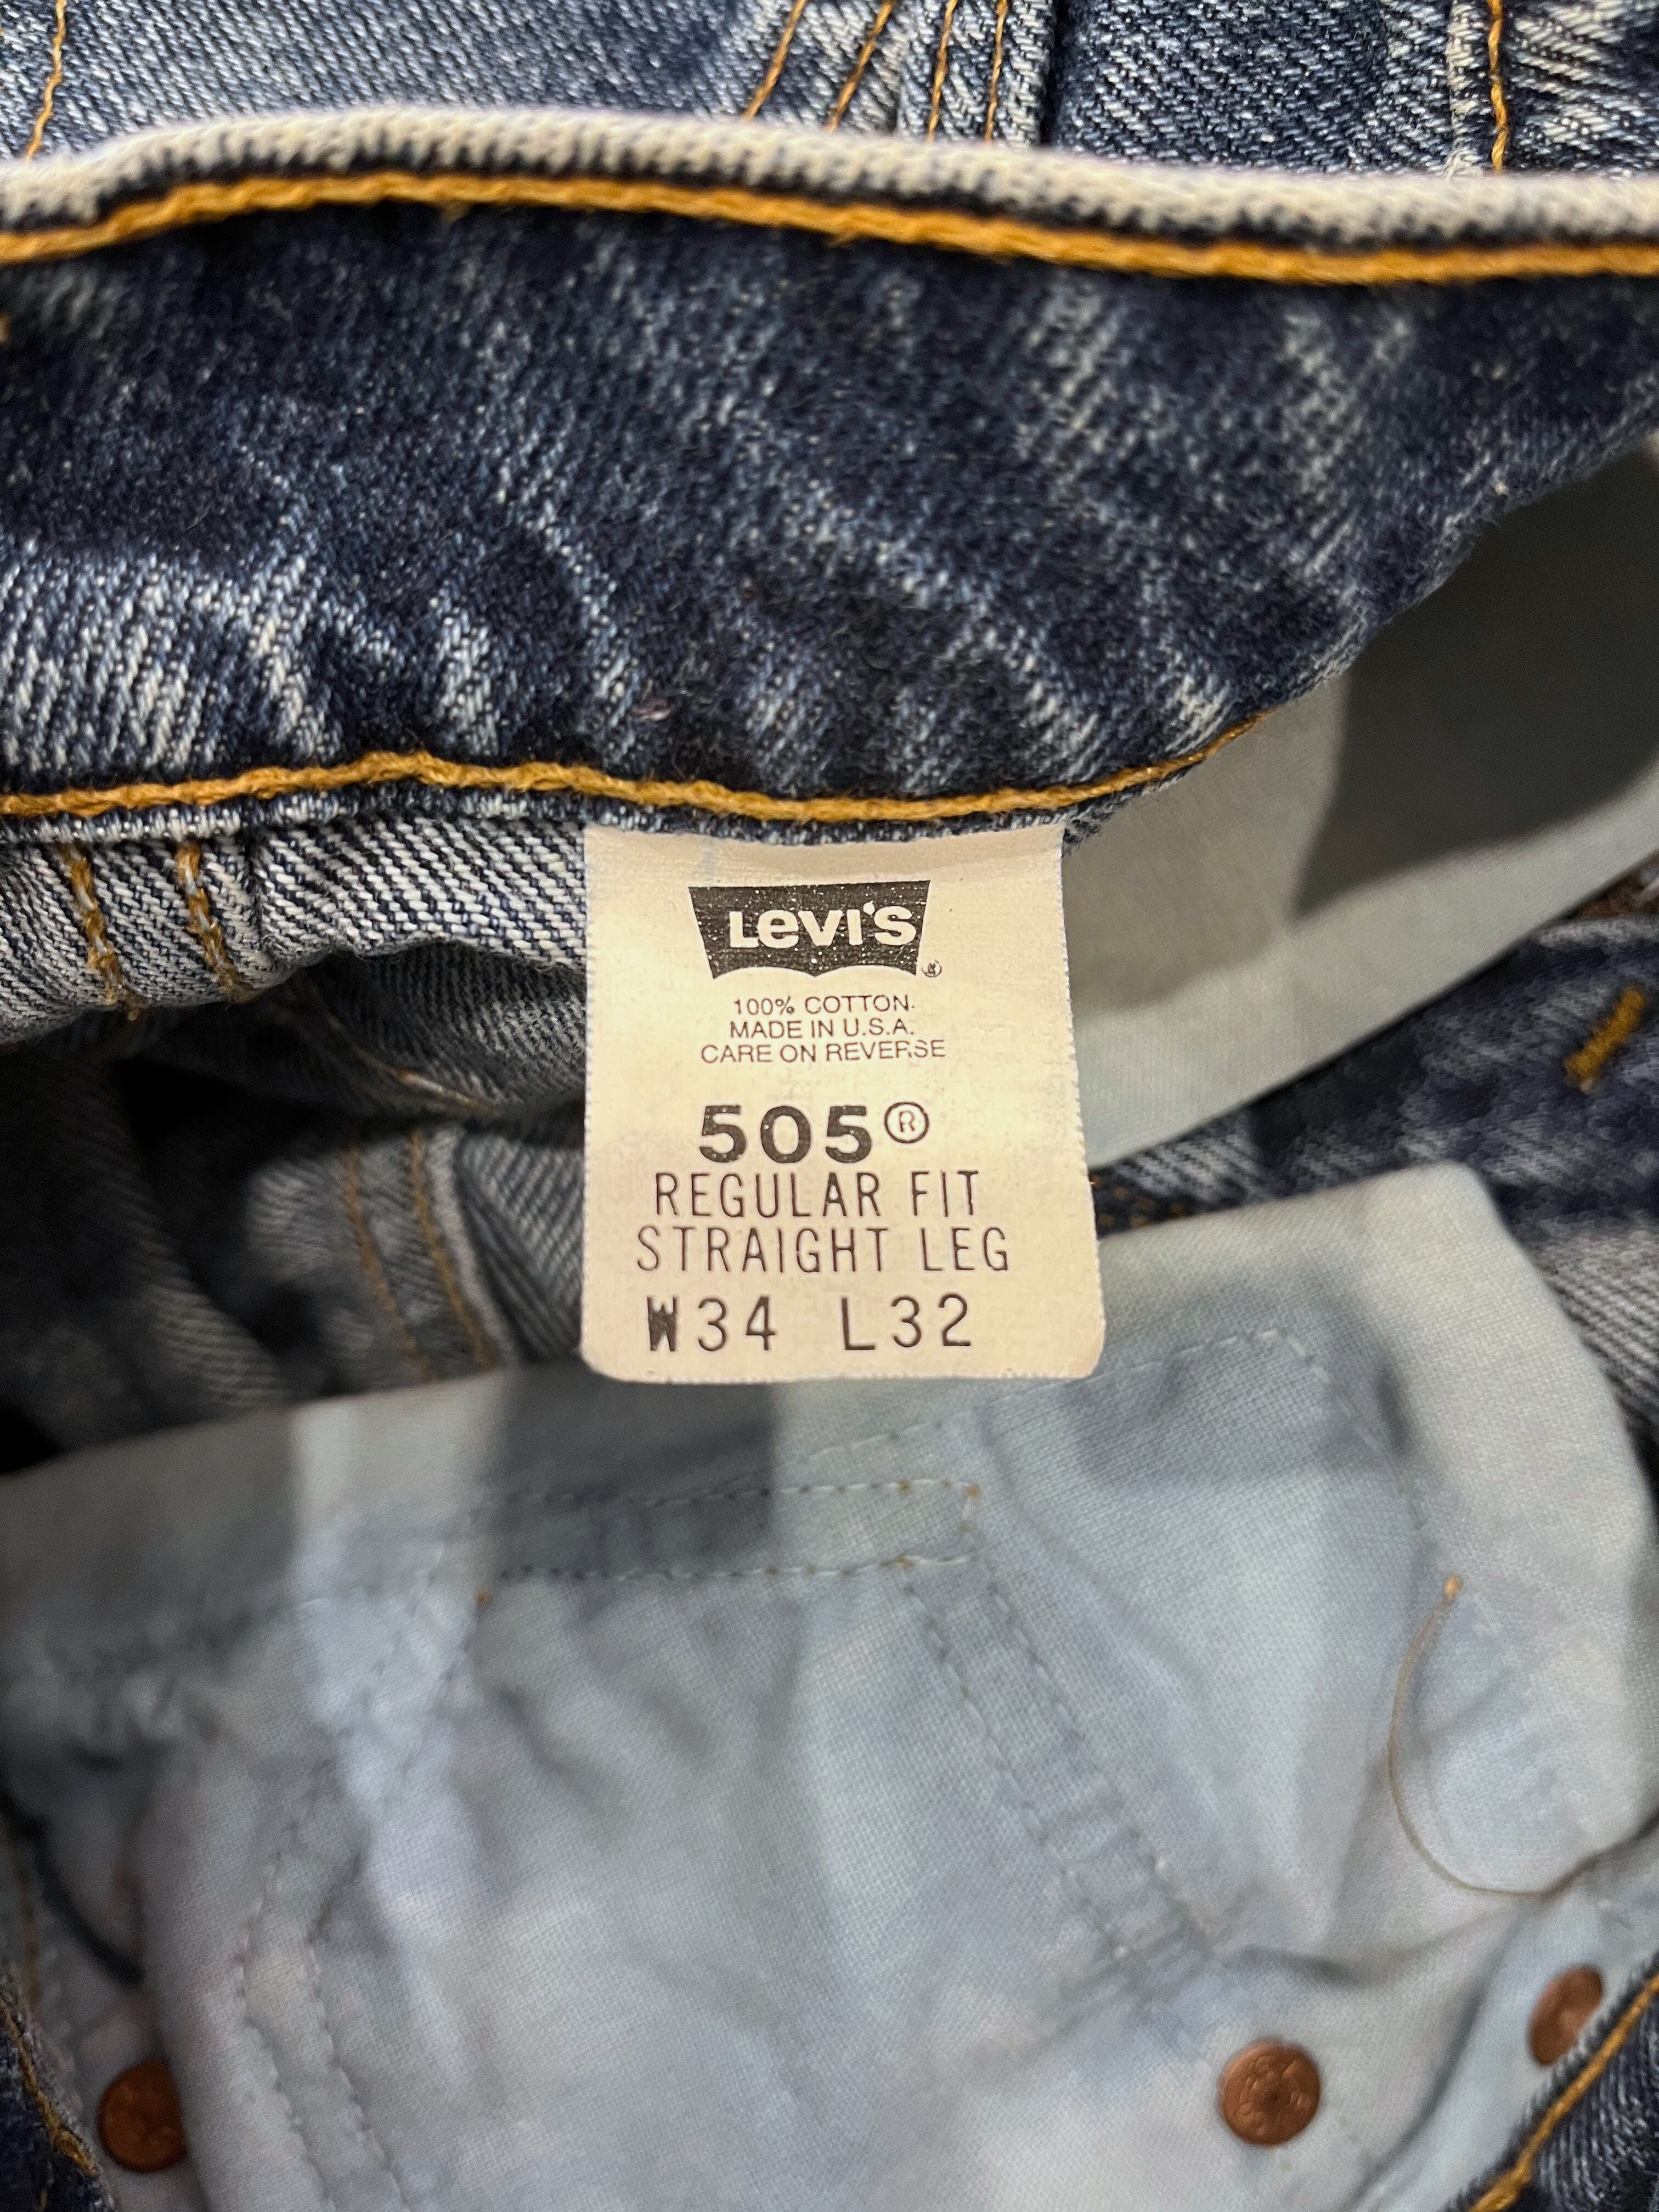 LEVI'S ®
100% COTTON
MADE IN U.S.A.
CARE ON REVERSE
505®
REGULAR FIT
STRAIGHT LEG
W34 L32